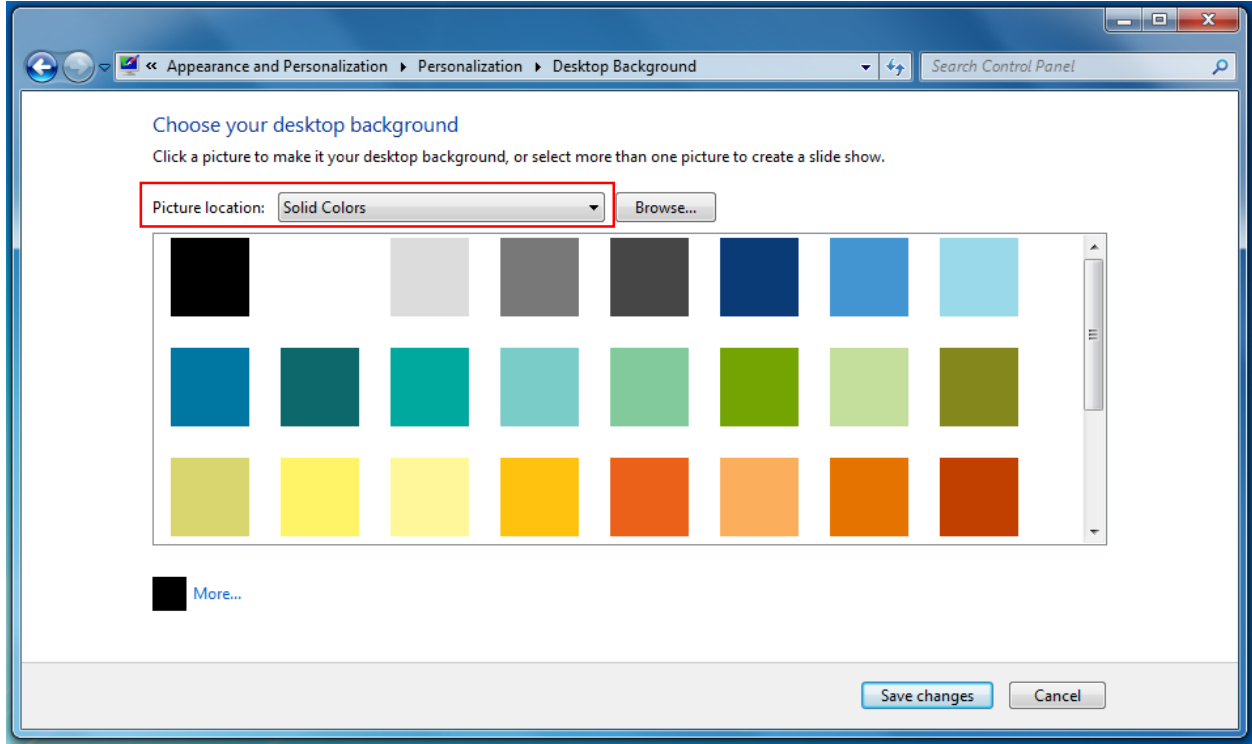 « Appearance and Personalization ▸ Personalization ▸ Desktop Background
Search Control Panel
Choose your desktop background
Click a picture to make it your desktop background, or select more than one picture to create a slide show.
Picture location: Solid Colors Browse...
More...
Save changes Cancel